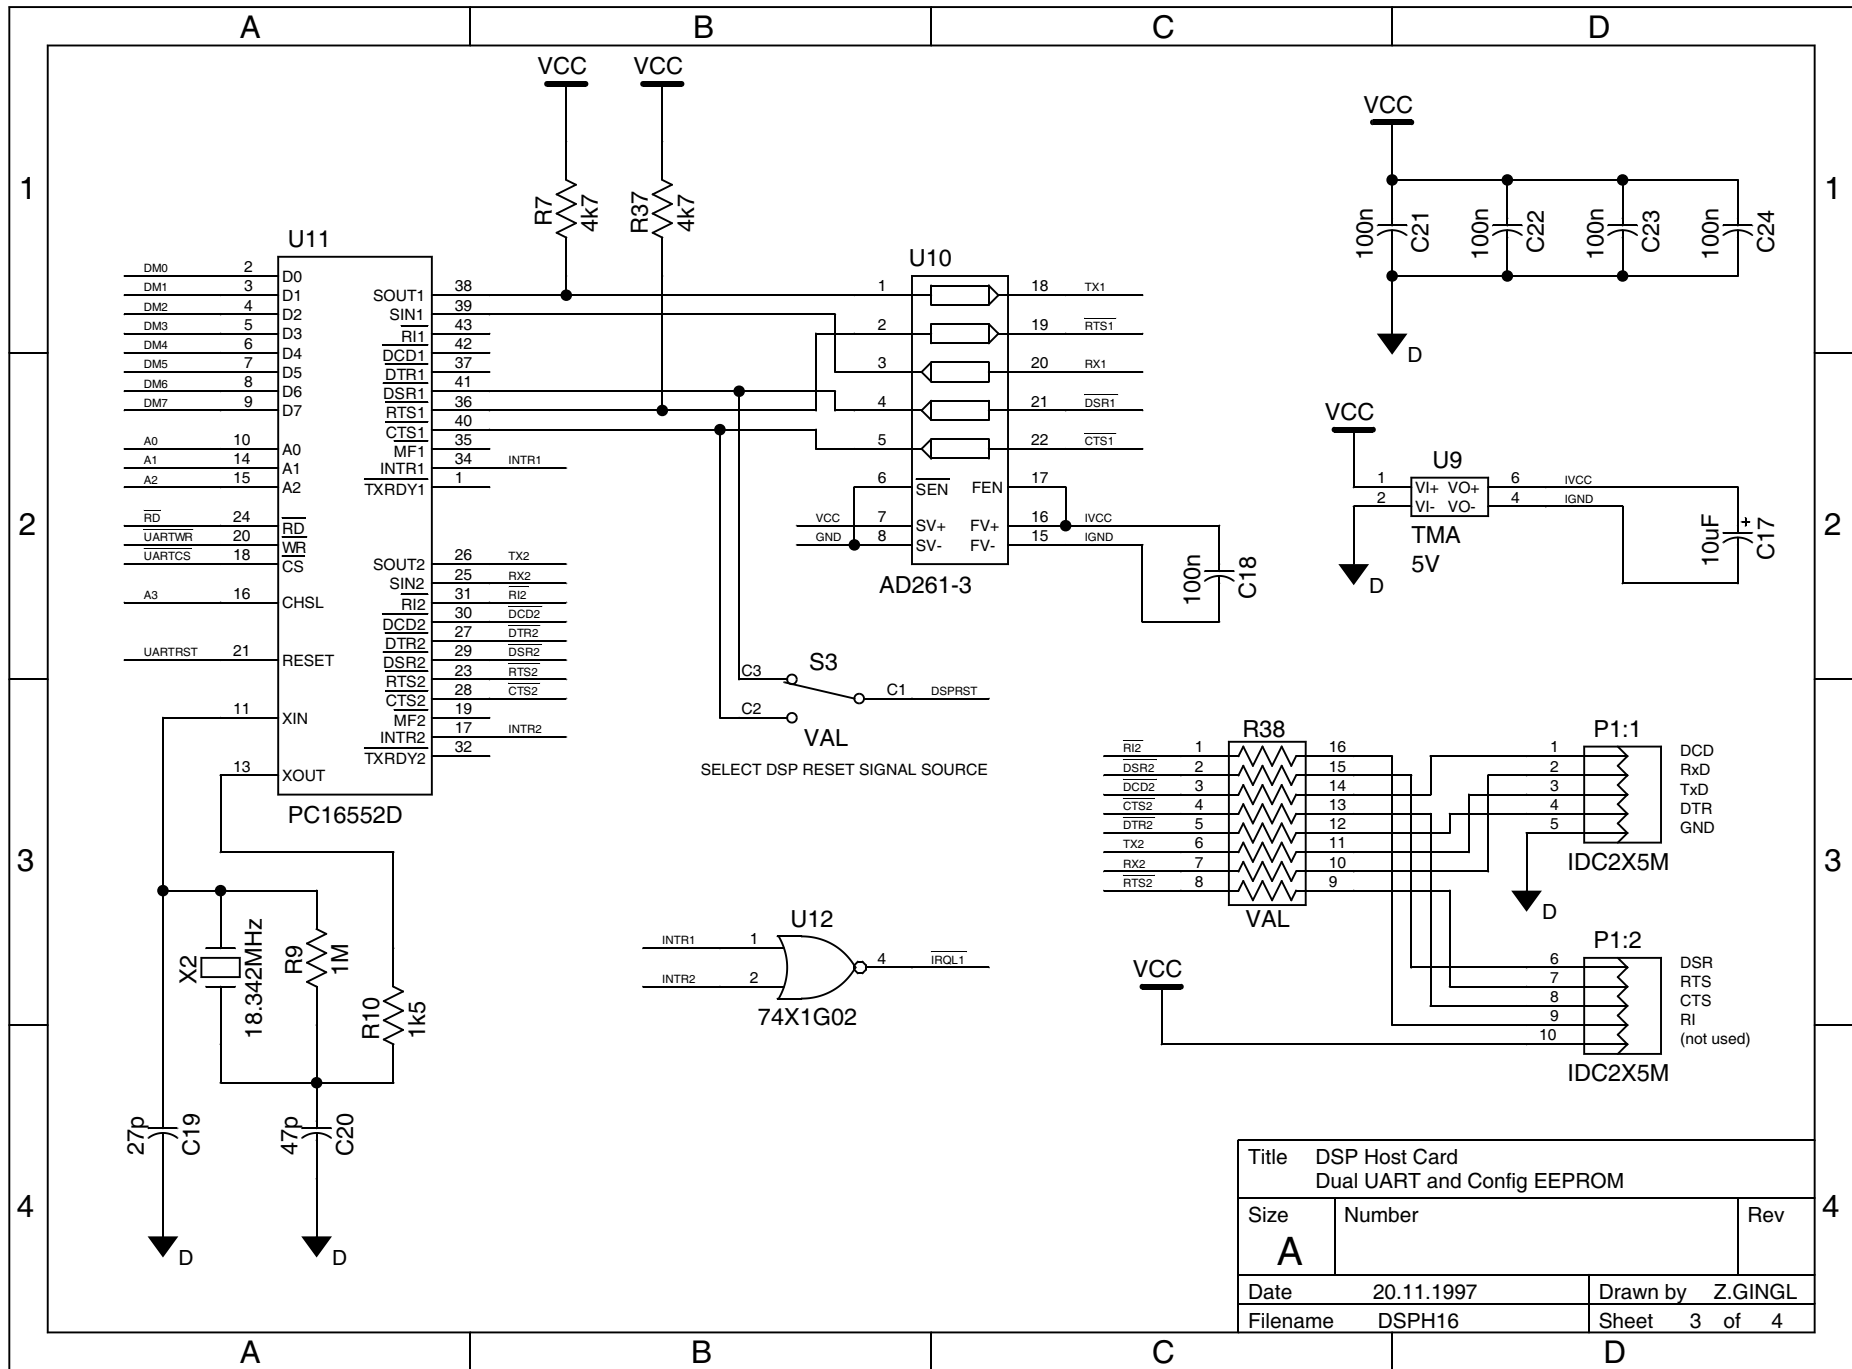 A B C D
1
2
3
4
VCC VCC
R7 4k7
R37 4k7
U11
DM0 2 D0
DM1 3 D1
DM2 4 D2
DM3 5 D3
DM4 6 D4
DM5 7 D5
DM6 8 D6
DM7 9 D7
A0 10 A0
A1 14 A1
A2 15 A2
RD 24 RD
UARTWR 20 WR
UARTCS 18 CS
A3 16 CHSL
UARTRST 21 RESET
11 XIN
13 XOUT
SOUT1 38
SIN1 39
RI1 43
DCD1 42
DTR1 37
DSR1 41
RTS1 36
CTS1 40
MF1 35
INTR1 34 INTR1
TXRDY1 1
SOUT2 26 TX2
SIN2 25 RX2
RI2 31 RI2
DCD2 30 DCD2
DTR2 27 DTR2
DSR2 29 DSR2
RTS2 23 RTS2
CTS2 28 CTS2
MF2 19
INTR2 17 INTR2
TXRDY2 32
PC16552D
X2 18.342MHz
R9 1M
R10 1k5
27p C19
47p C20
D D
U10
1 18 TX1
2 19 RTS1
3 20 RX1
4 21 DSR1
5 22 CTS1
6 SEN FEN 17
VCC 7 SV+ FV+ 16 IVCC
GND 8 SV- FV- 15 IGND
AD261-3
100n C18
C3 S3
C1 DSPRST
C2
VAL
SELECT DSP RESET SIGNAL SOURCE
U12
INTR1 1
INTR2 2
4 IRQL1
74X1G02
VCC
100n C21
100n C22
100n C23
100n C24
D
VCC
U9
1 VI+ VO+ 6 IVCC
2 VI- VO- 4 IGND
TMA
5V
10uF + C17
D
R38
RI2 1 16
DSR2 2 15
DCD2 3 14
CTS2 4 13
DTR2 5 12
TX2 6 11
RX2 7 10
RTS2 8 9
VAL
P1:1
1 DCD
2 RxD
3 TxD
4 DTR
5 GND
IDC2X5M
D
VCC
P1:2
6 DSR
7 RTS
8 CTS
9 RI
10 (not used)
IDC2X5M
Title DSP Host Card
Dual UART and Config EEPROM
Size A
Number
Rev
Date 20.11.1997
Drawn by Z.GINGL
Filename DSPH16
Sheet 3 of 4
1
2
3
4
A B C D